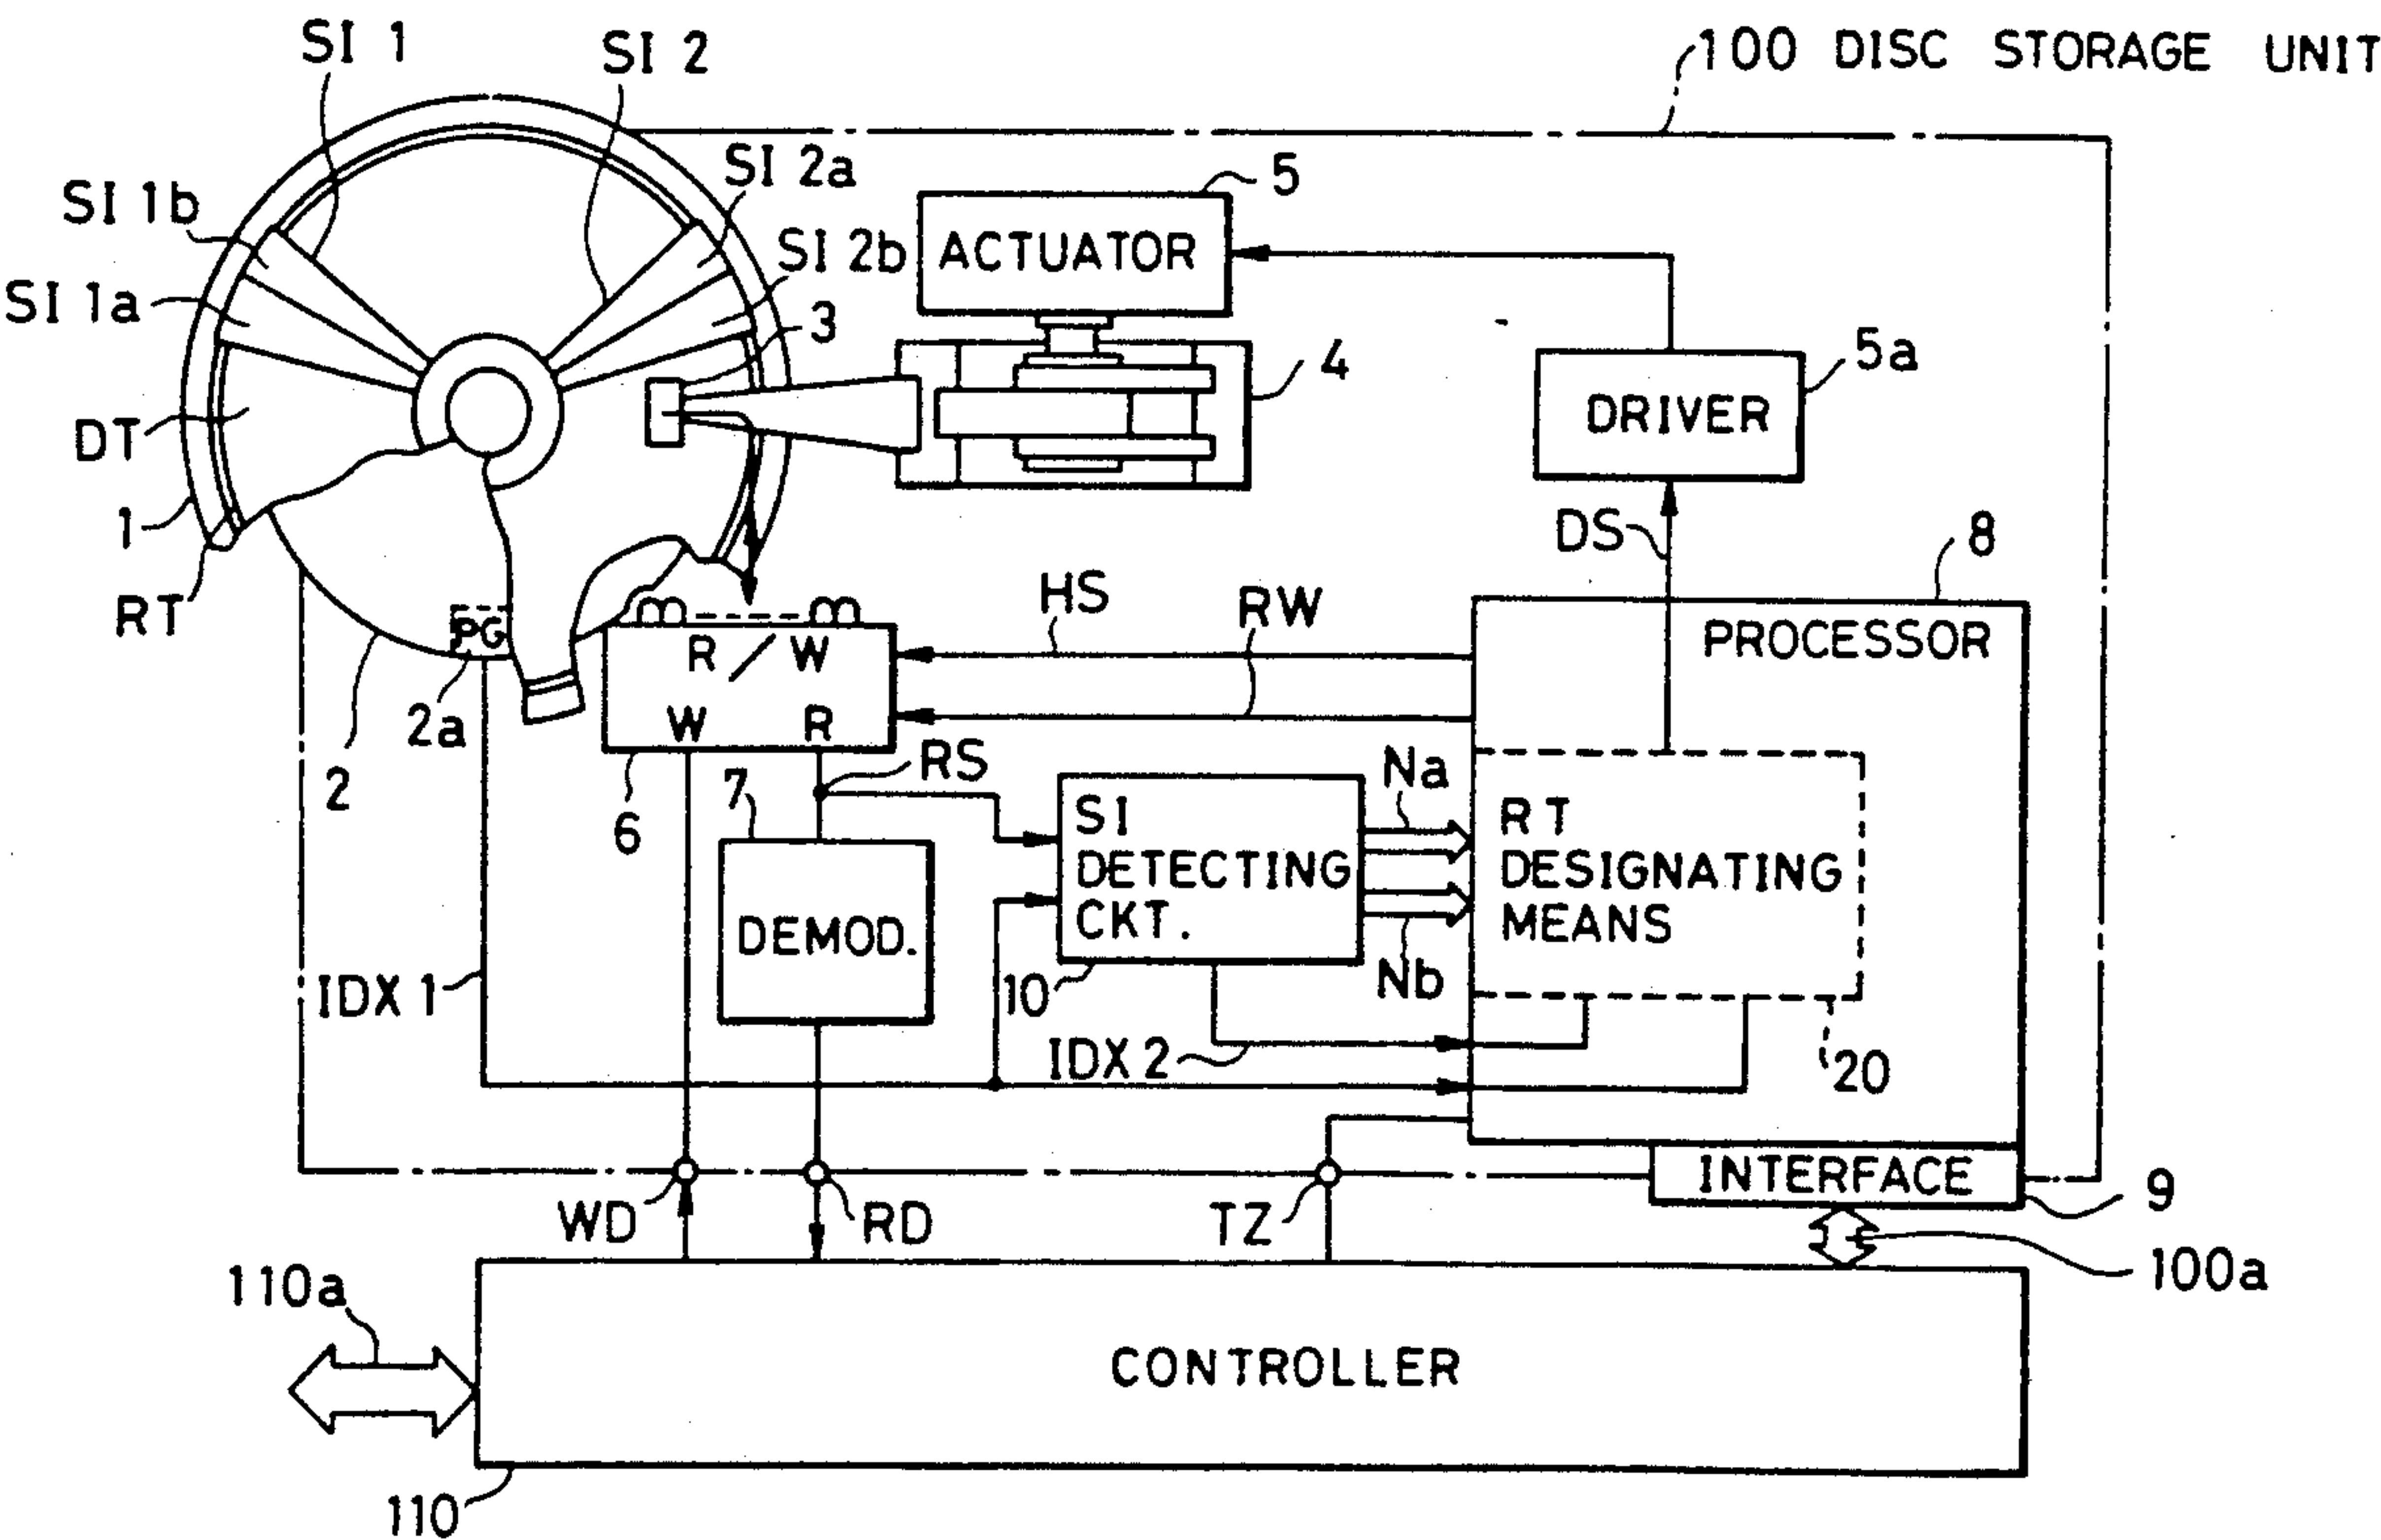 SI 1
SI 2
100 DISC STORAGE UNIT
SI 2a
SI 1b
5
SI 2b
ACTUATOR
SI 1a
3
4
5a
DRIVER
DT
1
DS
8
HS
RW
RT
PG
R/W
PROCESSOR
2a
W R
RS
2
7
6
Na
SI
DETECTING
CKT.
RT
DESIGNATING
MEANS
DEMOD.
Nb
IDX 1
10
IDX 2
20
INTERFACE
WD
RD
TZ
9
110a
100a
CONTROLLER
110